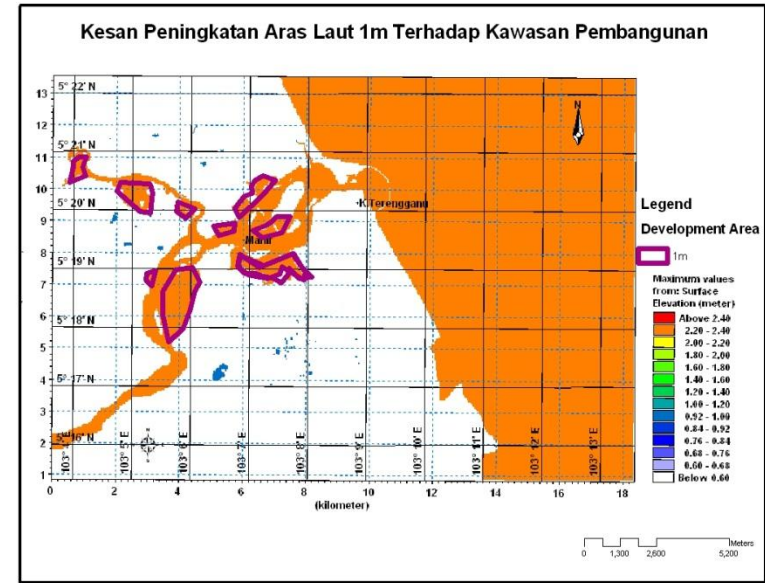 Kesan Peningkatan Aras Laut 1m Terhadap Kawasan Pembangunan
5° 22' N
5° 21' N
5° 20' N
5° 19' N
5° 18' N
5° 17' N
5° 16' N
13
12
11
10
9
8
7
6
5
4
3
2
1
N
K.Terengganu
Manir
103° 4' E
103° 5' E
103° 6' E
103° 7' E
103° 8' E
103° 9' E
103° 10' E
103° 11' E
103° 12' E
103° 13' E
0 2 4 6 8 10 12 14 16 18
(kilometer)
Legend
Development Area
1m
Maximum values
from: Surface
Elevation (meter)
Above 2.40
2.20 - 2.40
2.00 - 2.20
1.80 - 2.00
1.60 - 1.80
1.40 - 1.60
1.20 - 1.40
1.00 - 1.20
0.92 - 1.00
0.84 - 0.92
0.76 - 0.84
0.68 - 0.76
0.60 - 0.68
Below 0.60
Meters
0 1,300 2,600 5,200